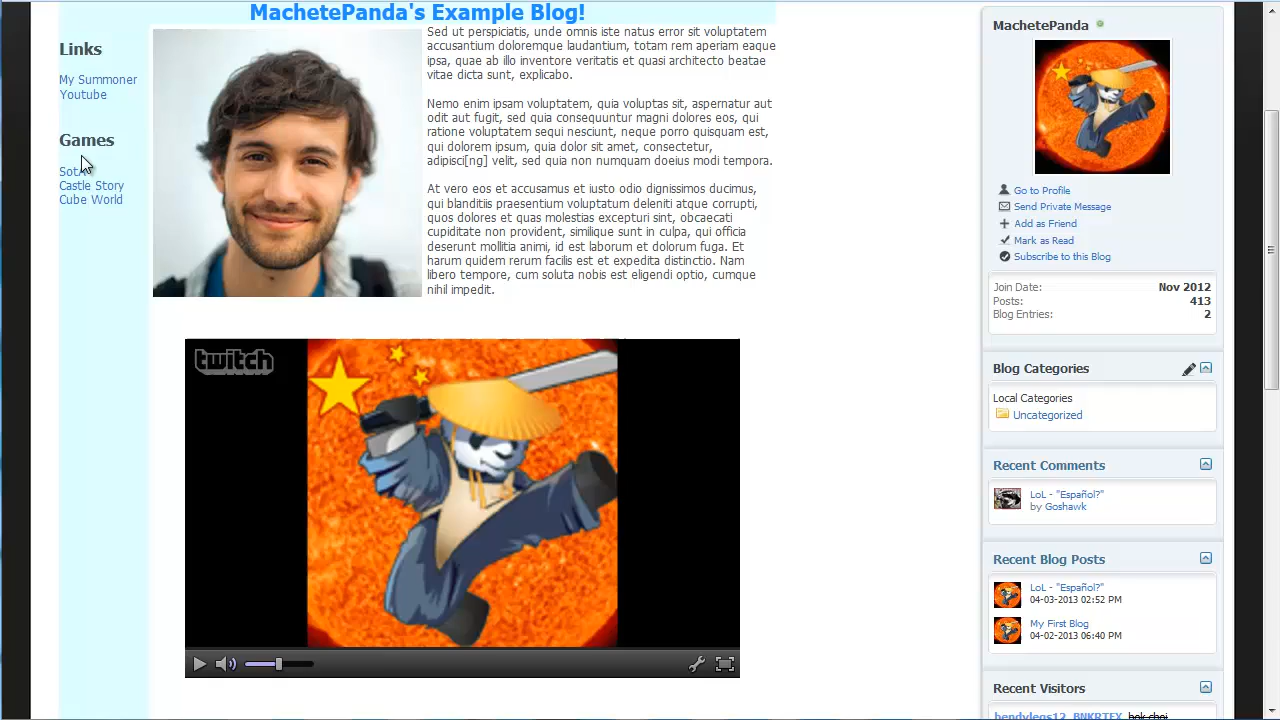 MachetePanda's Example Blog!
Links
My Summoner
Youtube
Games
Castle Story
Cube World
Sed ut perspiciatis, unde omnis iste natus error sit voluptatem
accusantium doloremque laudantium, totam rem aperiam eaque
ipsa, quae ab illo inventore veritatis et quasi architecto beatae
vitae dicta sunt, explicabo.
Nemo enim ipsam voluptatem, quia voluptas sit, aspernatur aut
odit aut fugit, sed quia consequuntur magni dolores eos, qui
ratione voluptatem sequi nesciunt, neque porro quisquam est,
qui dolorem ipsum, quia dolor sit amet, consectetur,
adipisci[ng] velit, sed quia non numquam doeius modi tempora.
At vero eos et accusamus et iusto odio dignissimos ducimus,
qui blanditiis praesentium voluptatum deleniti atque corrupti,
quos dolores et quas molestias excepturi sint, obcaecati
cupiditate non provident, similique sunt in culpa, qui officia
deserunt mollitia animi, id est laborum et dolorum fuga. Et
harum quidem rerum facilis est et expedita distinctio. Nam
libero tempore, cum soluta nobis est eligendi optio, cumque
nihil impedit.
twitch
MachetePanda
Go to Profile
Send Private Message
Add as Friend
Mark as Read
Subscribe to this Blog
Join Date: Nov 2012
Posts: 413
Blog Entries: 2
Blog Categories
Local Categories
Uncategorized
Recent Comments
LoL - "Español?"
by Goshawk
Recent Blog Posts
LoL - "Español?"
04-03-2013 02:52 PM
My First Blog
04-02-2013 06:40 PM
Recent Visitors
bendylegs12, BNKRTFX, bok choi